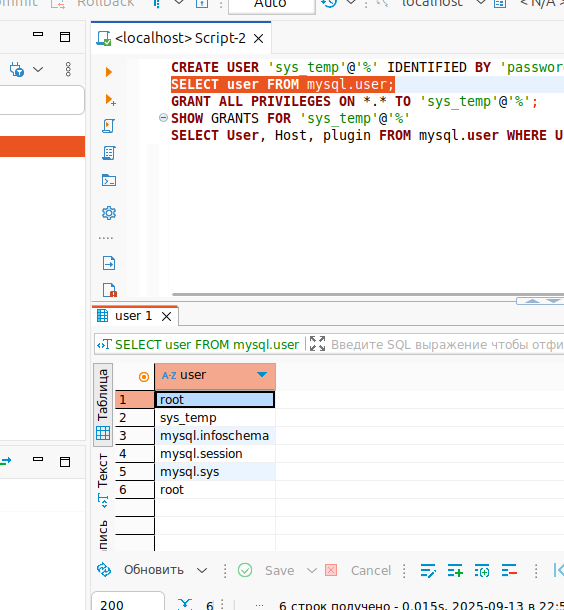 Rollback
Auto
localhost
< N/A >
<localhost> Script-2
CREATE USER 'sys_temp'@'%' IDENTIFIED BY 'passwor
SELECT user FROM mysql.user;
GRANT ALL PRIVILEGES ON *.* TO 'sys_temp'@'%';
SHOW GRANTS FOR 'sys_temp'@'%'
SELECT User, Host, plugin FROM mysql.user WHERE U
user 1
SELECT user FROM mysql.user
Введите SQL выражение чтобы отфи
Таблица
Текст
A-Z user
1 root
2 sys_temp
3 mysql.infoschema
4 mysql.session
5 mysql.sys
6 root
Обновить
Save
Cancel
200
6
6 строк получено - 0.015s, 2025-09-13 в 22:5